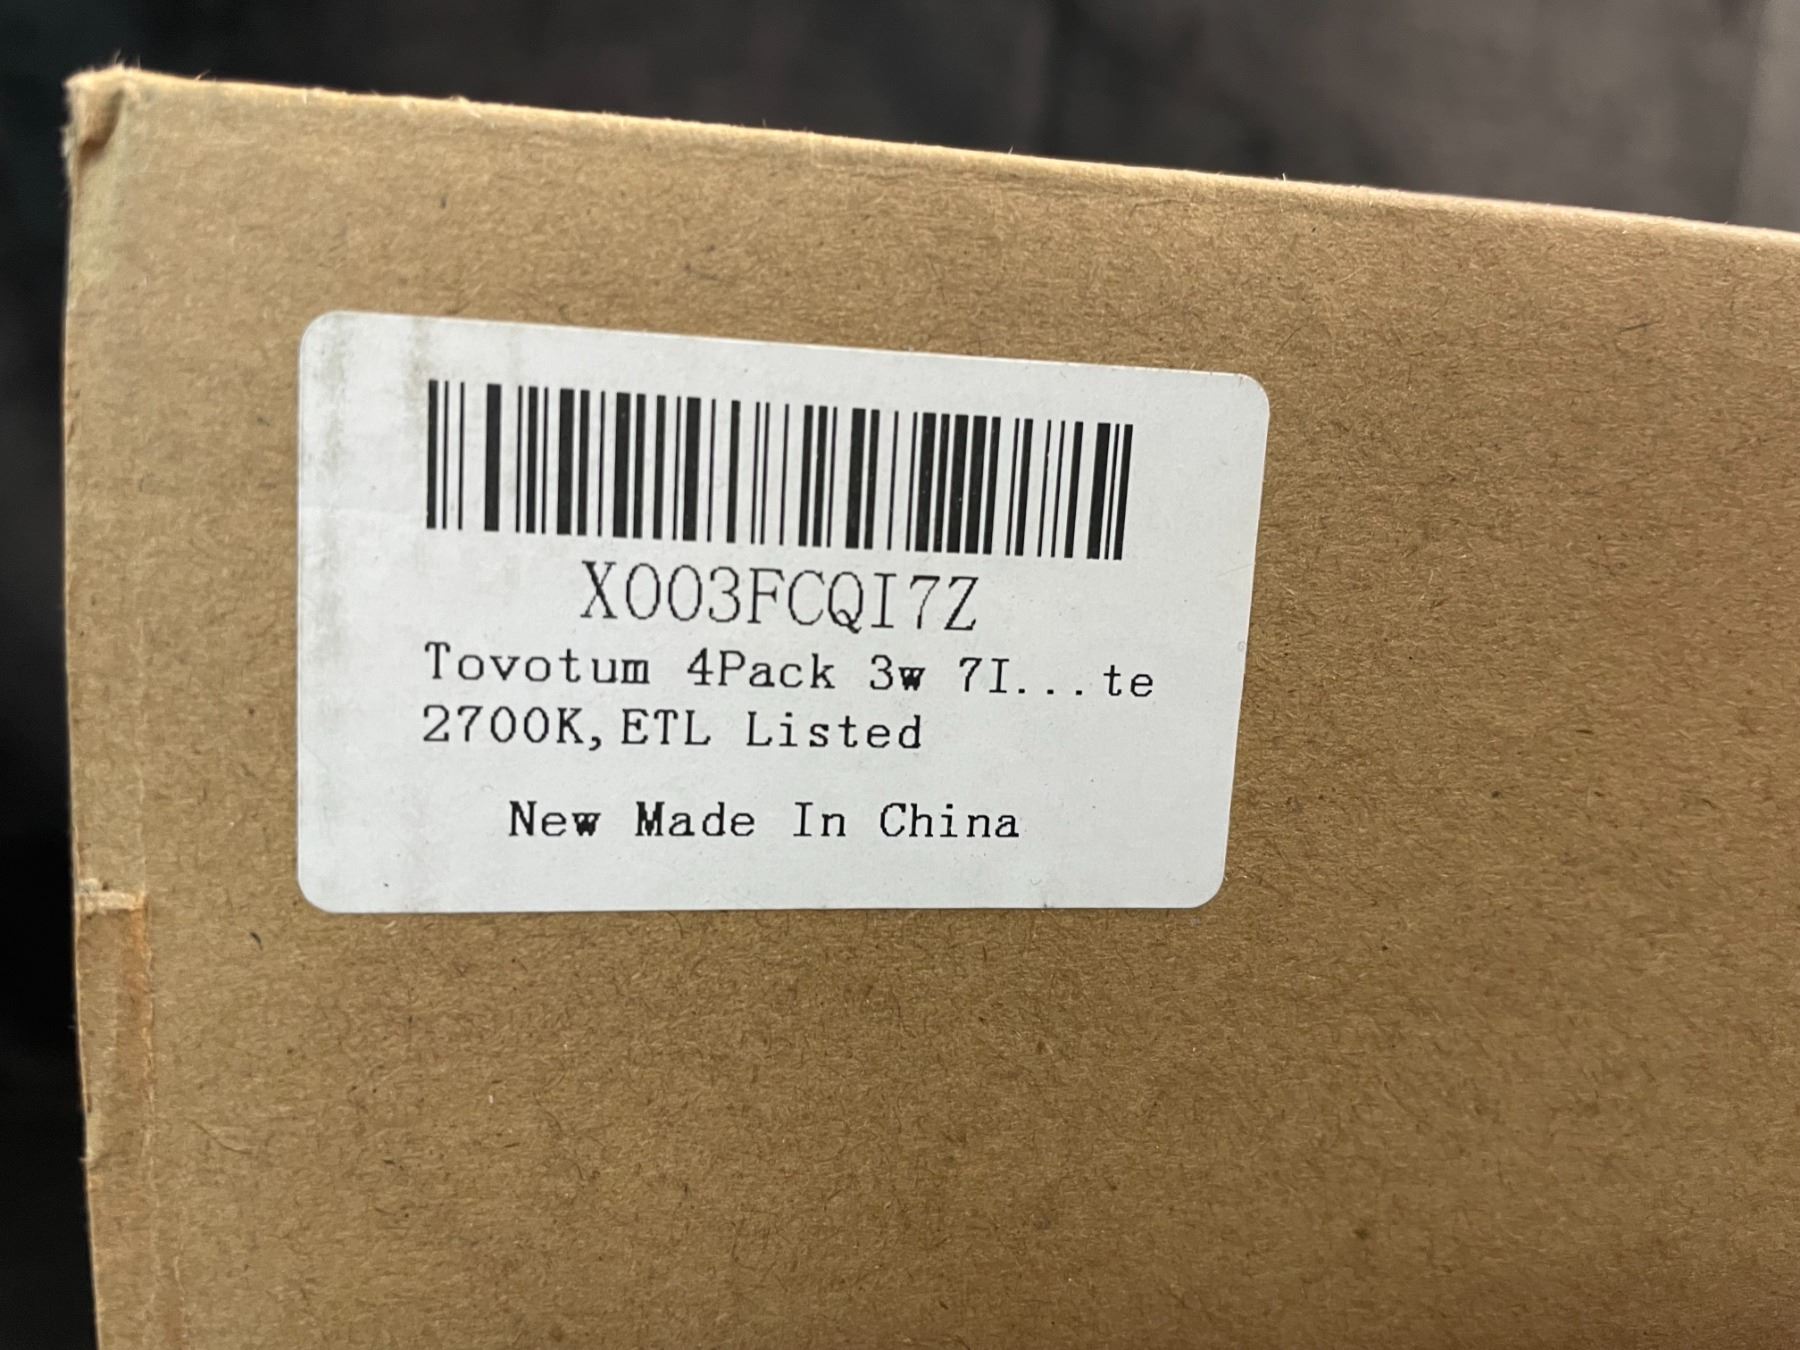 X003FCQI7Z
Tovotum 4Pack 3w 7I...te
2700K, ETL Listed
New Made In China